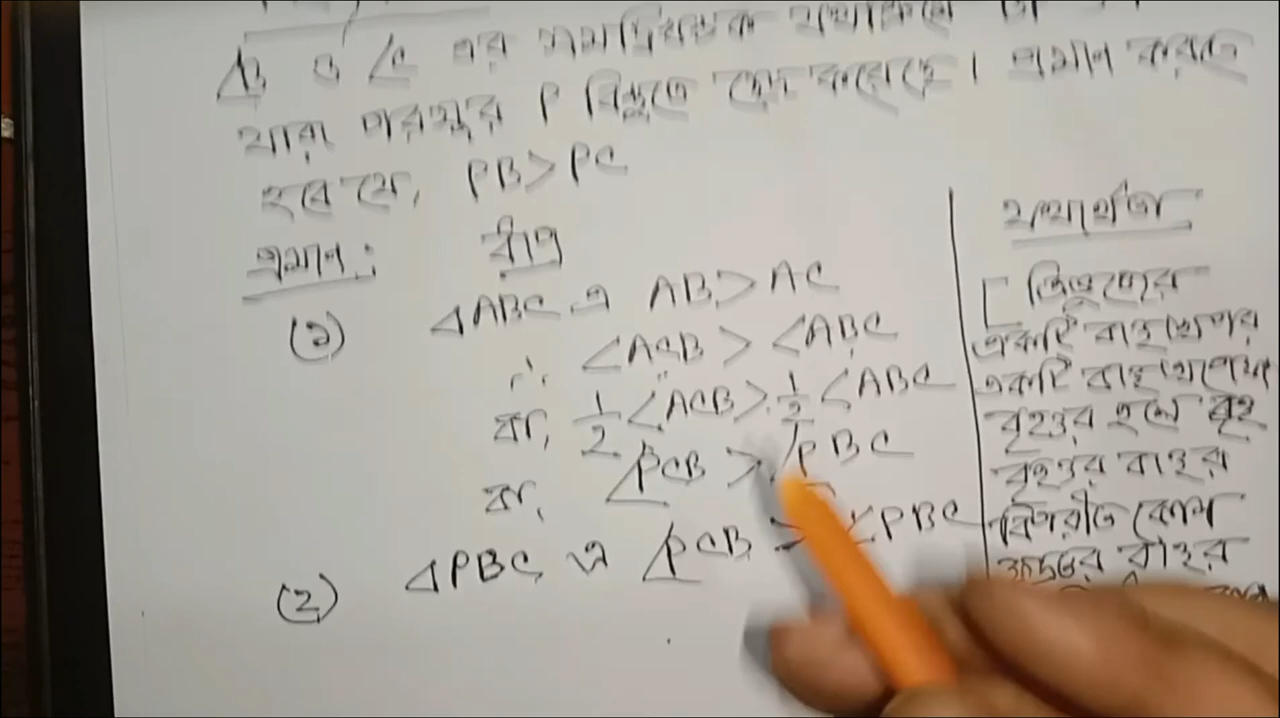 ∠B ও ∠C এর সমদ্বিখন্ডক
যারা পরস্পর P বিন্দুতে ছেদ করেছে। প্রমাণ করতে
হবে যে, PB > PC
প্রমাণ: ধাপ
যথার্থতা
(১) △ABC এ AB > AC
∴ ∠ACB > ∠ABC
বা, 1/2 ∠ACB > 1/2 ∠ABC
বা, ∠PCB > ∠PBC
(2) △PBC এ ∠PCB > ∠PBC
[ ত্রিভুজের
একটি বাহু অপর
একটি বাহু অপেক্ষা
বৃহত্তর হলে বৃহ
বৃহত্তর বাহুর
বিপরীত কোণ
ক্ষুদ্রতর বাহুর